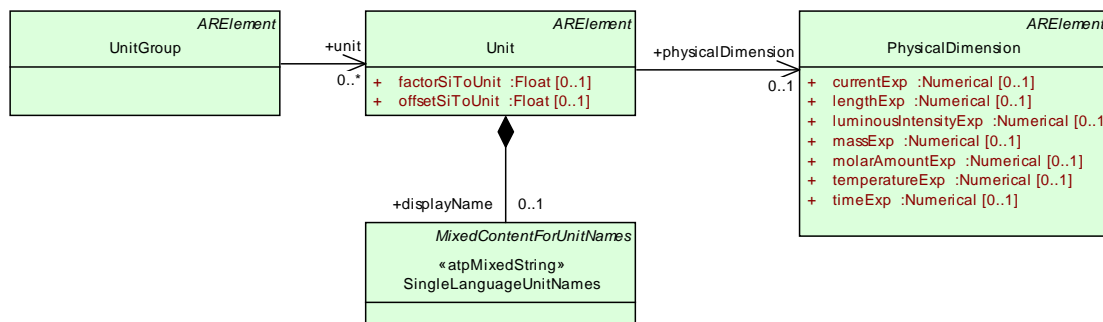 ARElement
UnitGroup
+unit
0..*
ARElement
Unit
+ factorSiToUnit :Float [0..1]
+ offsetSiToUnit :Float [0..1]
+physicalDimension
0..1
ARElement
PhysicalDimension
+ currentExp :Numerical [0..1]
+ lengthExp :Numerical [0..1]
+ luminousIntensityExp :Numerical [0..1
+ massExp :Numerical [0..1]
+ molarAmountExp :Numerical [0..1]
+ temperatureExp :Numerical [0..1]
+ timeExp :Numerical [0..1]
+displayName
0..1
MixedContentForUnitNames
«atpMixedString»
SingleLanguageUnitNames